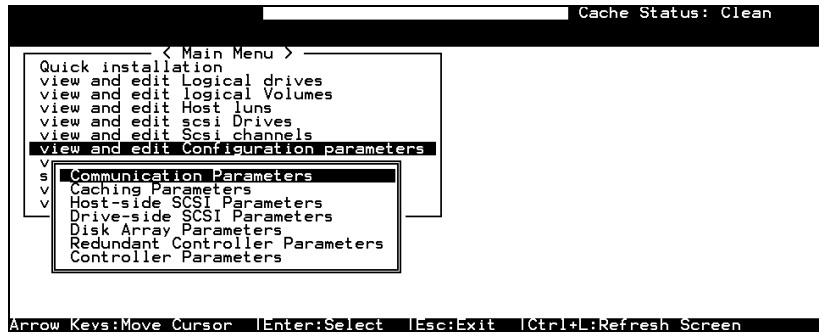 Cache Status: Clean
< Main Menu >
Quick installation
view and edit Logical drives
view and edit logical Volumes
view and edit Host luns
view and edit scsi Drives
view and edit Scsi channels
view and edit Configuration parameters
v
s
v
v
Communication Parameters
Caching Parameters
Host-side SCSI Parameters
Drive-side SCSI Parameters
Disk Array Parameters
Redundant Controller Parameters
Controller Parameters
Arrow Keys:Move Cursor |Enter:Select |Esc:Exit |Ctrl+L:Refresh Screen